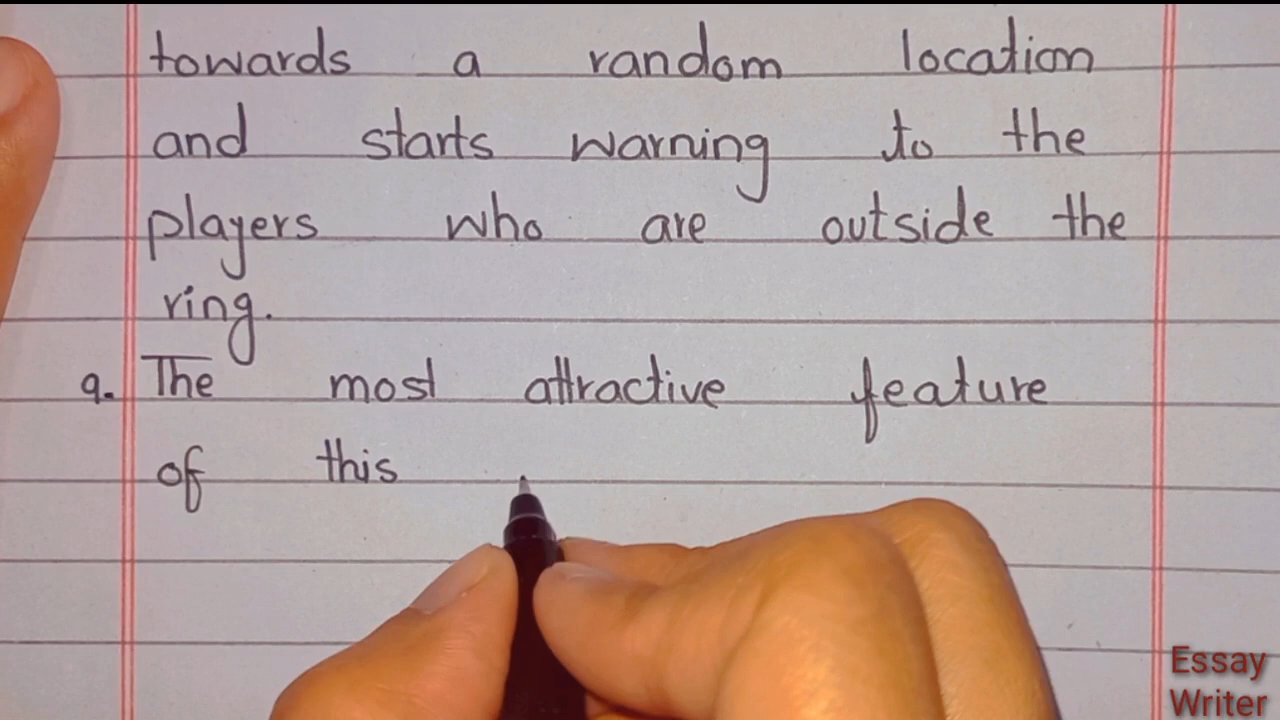 towards a random location
and starts warning to the
players who are outside the
ring.
9. The most attractive feature
of this
Essay
Writer